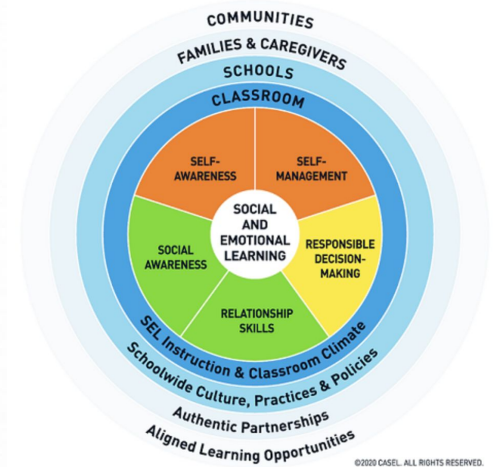 COMMUNITIES
FAMILIES & CAREGIVERS
SCHOOLS
CLASSROOM
SELF-
AWARENESS
SELF-
MANAGEMENT
SOCIAL
AND
EMOTIONAL
LEARNING
SOCIAL
AWARENESS
RESPONSIBLE
DECISION-
MAKING
RELATIONSHIP
SKILLS
SEL Instruction & Classroom Climate
Schoolwide Culture, Practices & Policies
Authentic Partnerships
Aligned Learning Opportunities
©2020 CASEL. ALL RIGHTS RESERVED.